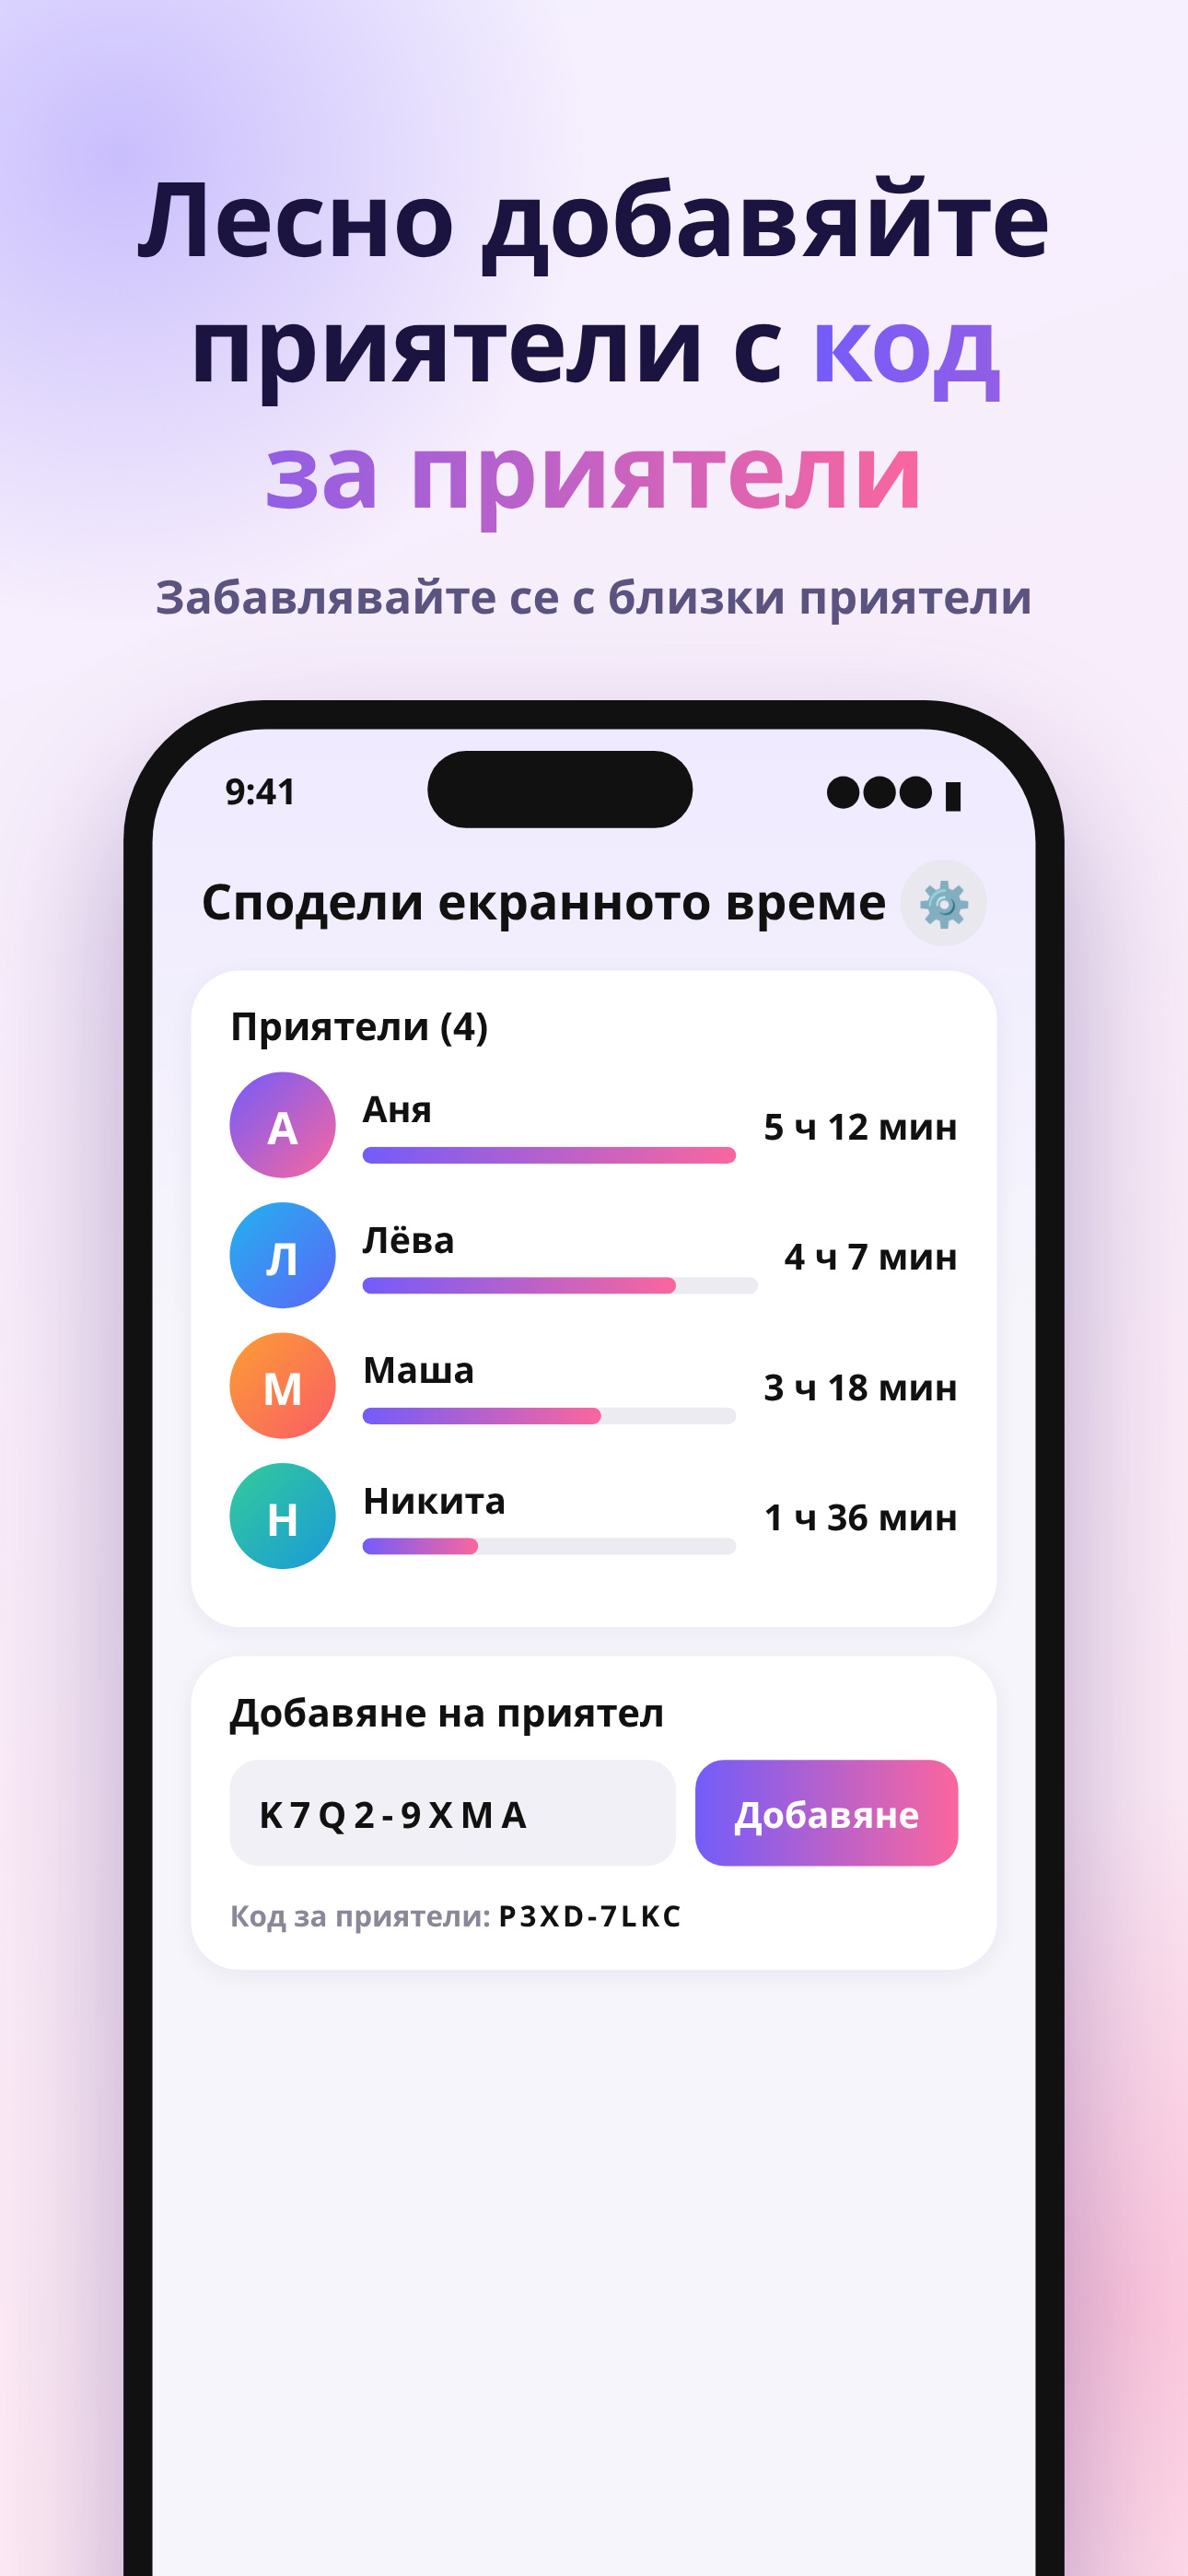 Лесно добавяйте
приятели с код
за приятели
Забавлявайте се с близки приятели
9:41
Сподели екранното време
Приятели (4)
А
Аня
5 ч 12 мин
Л
Лёва
4 ч 7 мин
М
Маша
3 ч 18 мин
Н
Никита
1 ч 36 мин
Добавяне на приятел
K7Q2-9XMA
Добавяне
Код за приятели: P3XD-7LKC